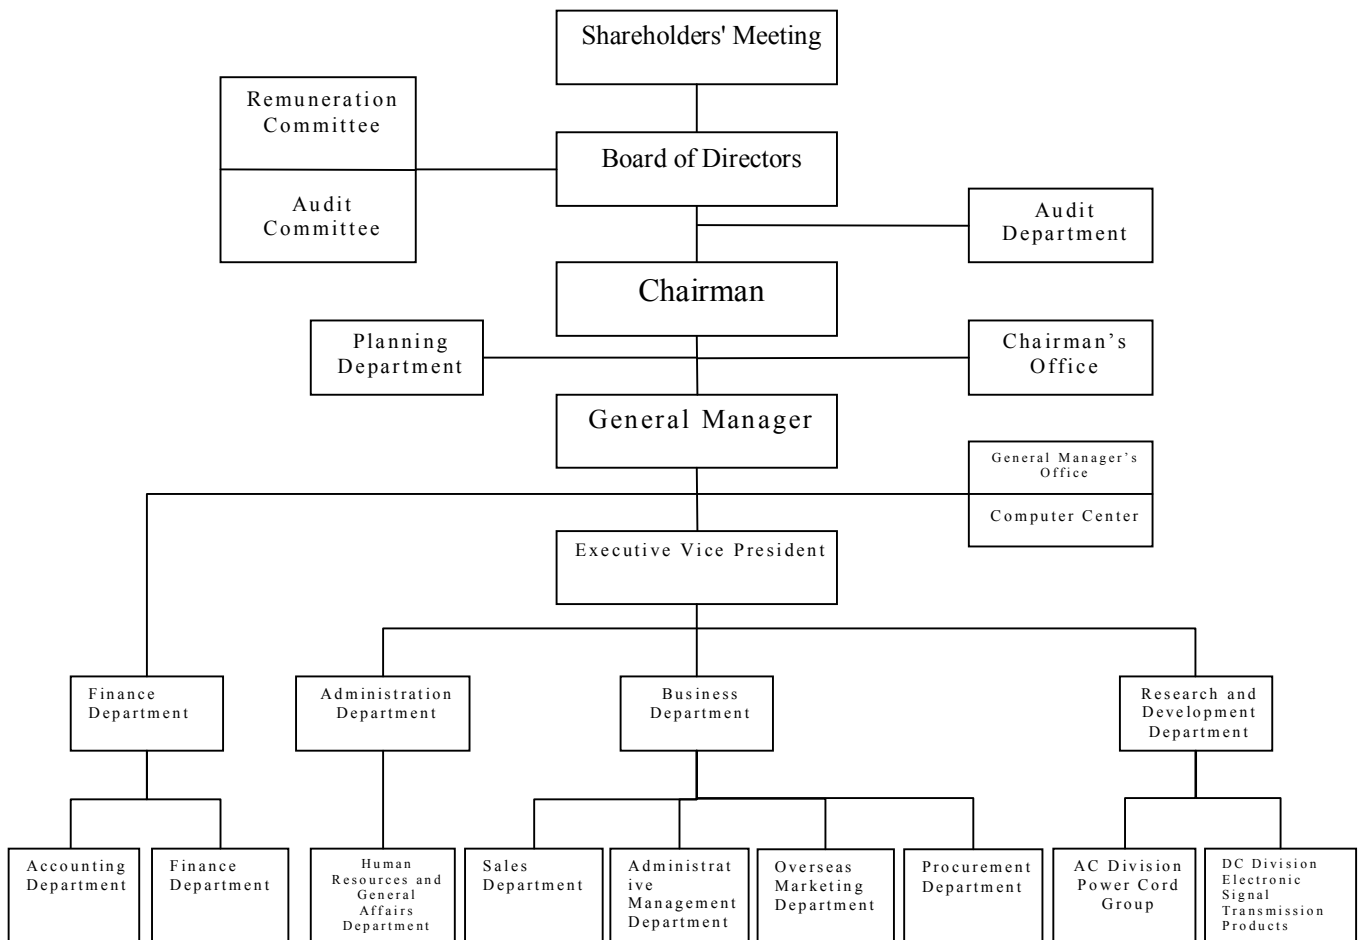 Shareholders' Meeting
Remuneration
Committee
Board of Directors
Audit
Committee
Audit
Department
Chairman
Planning
Department
Chairman’s
Office
General Manager
General Manager’s
Office
Computer Center
Executive Vice President
Finance
Department
Administration
Department
Business
Department
Research and
Development
Department
Accounting
Department
Finance
Department
Human
Resources and
General
Affairs
Department
Sales
Department
Administrat
ive
Management
Department
Overseas
Marketing
Department
Procurement
Department
AC Division
Power Cord
Group
DC Division
Electronic
Signal
Transmission
Products